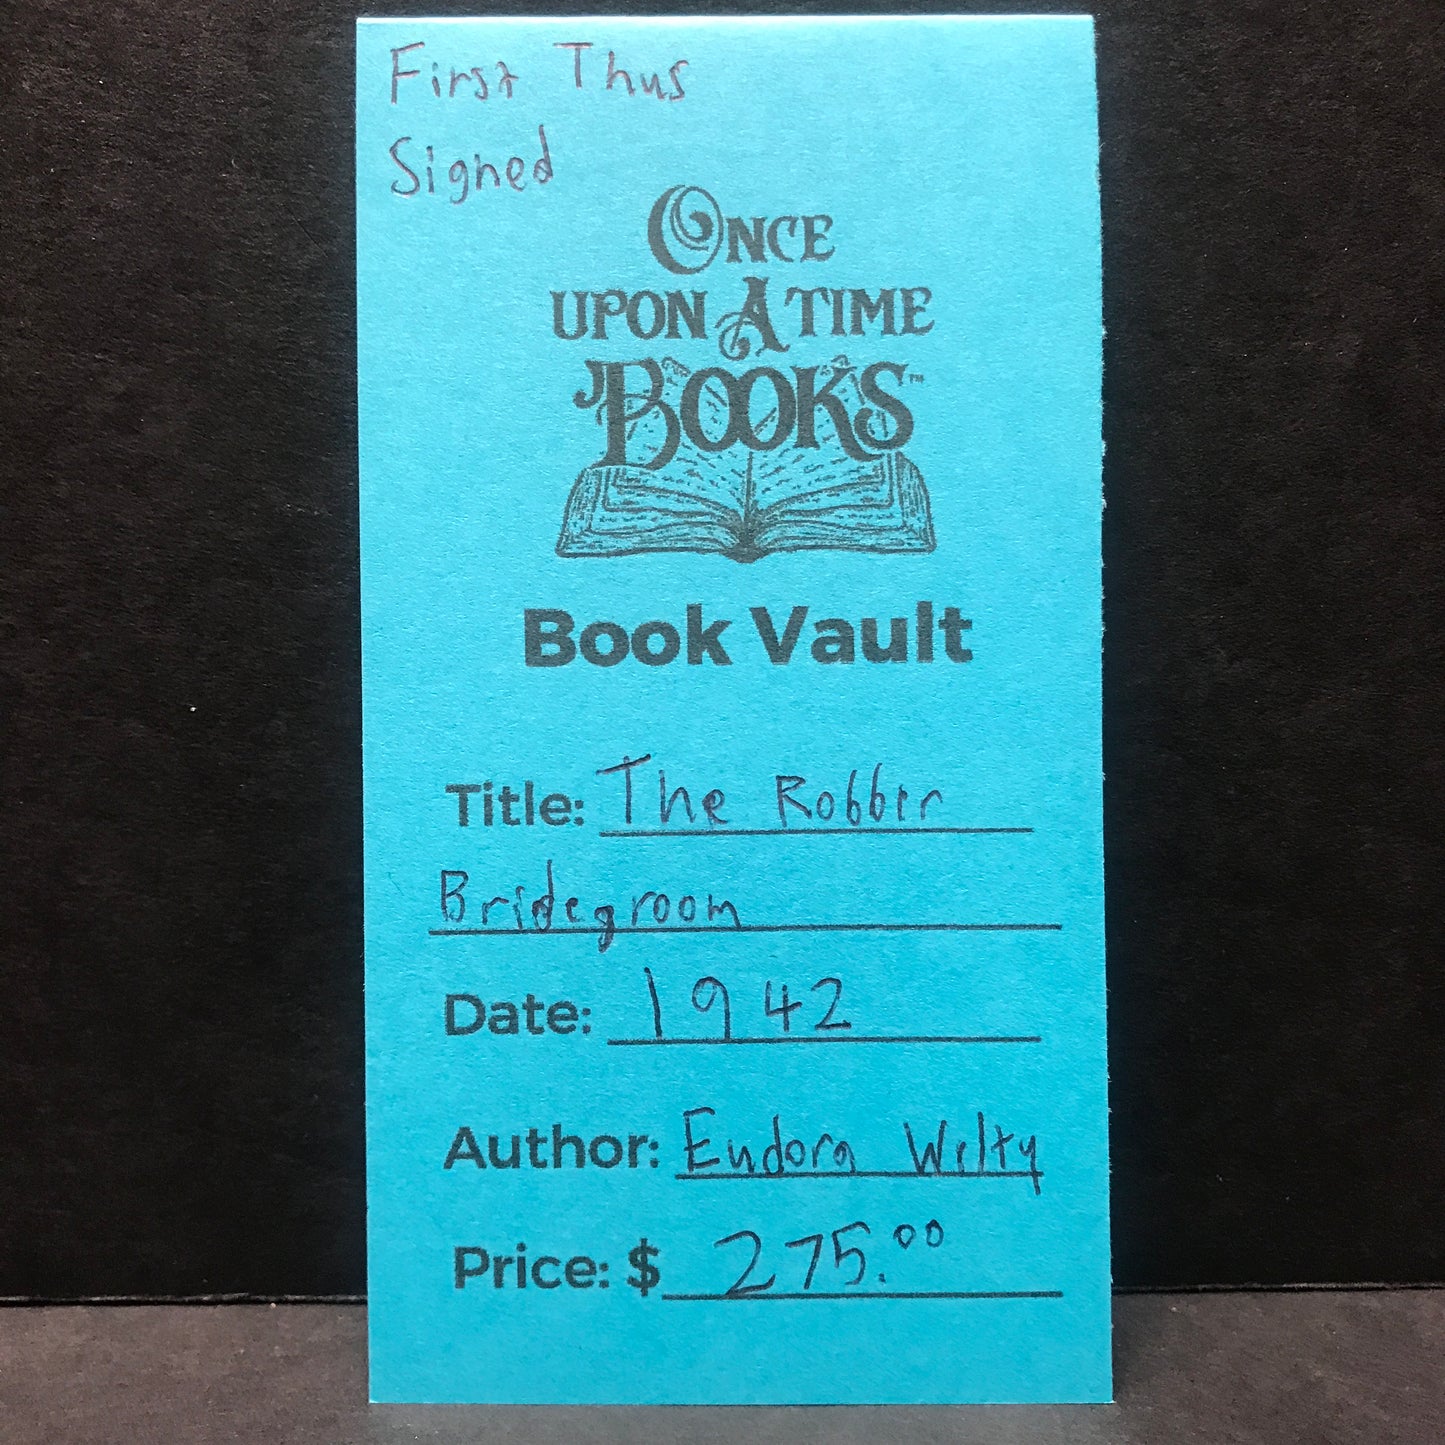 First Thus
Signed
ONCE
UPON A TIME
BOOKS™
Book Vault
Title: The Robber
Bridegroom
Date: 1942
Author: Eudora Welty
Price: $ 275.00